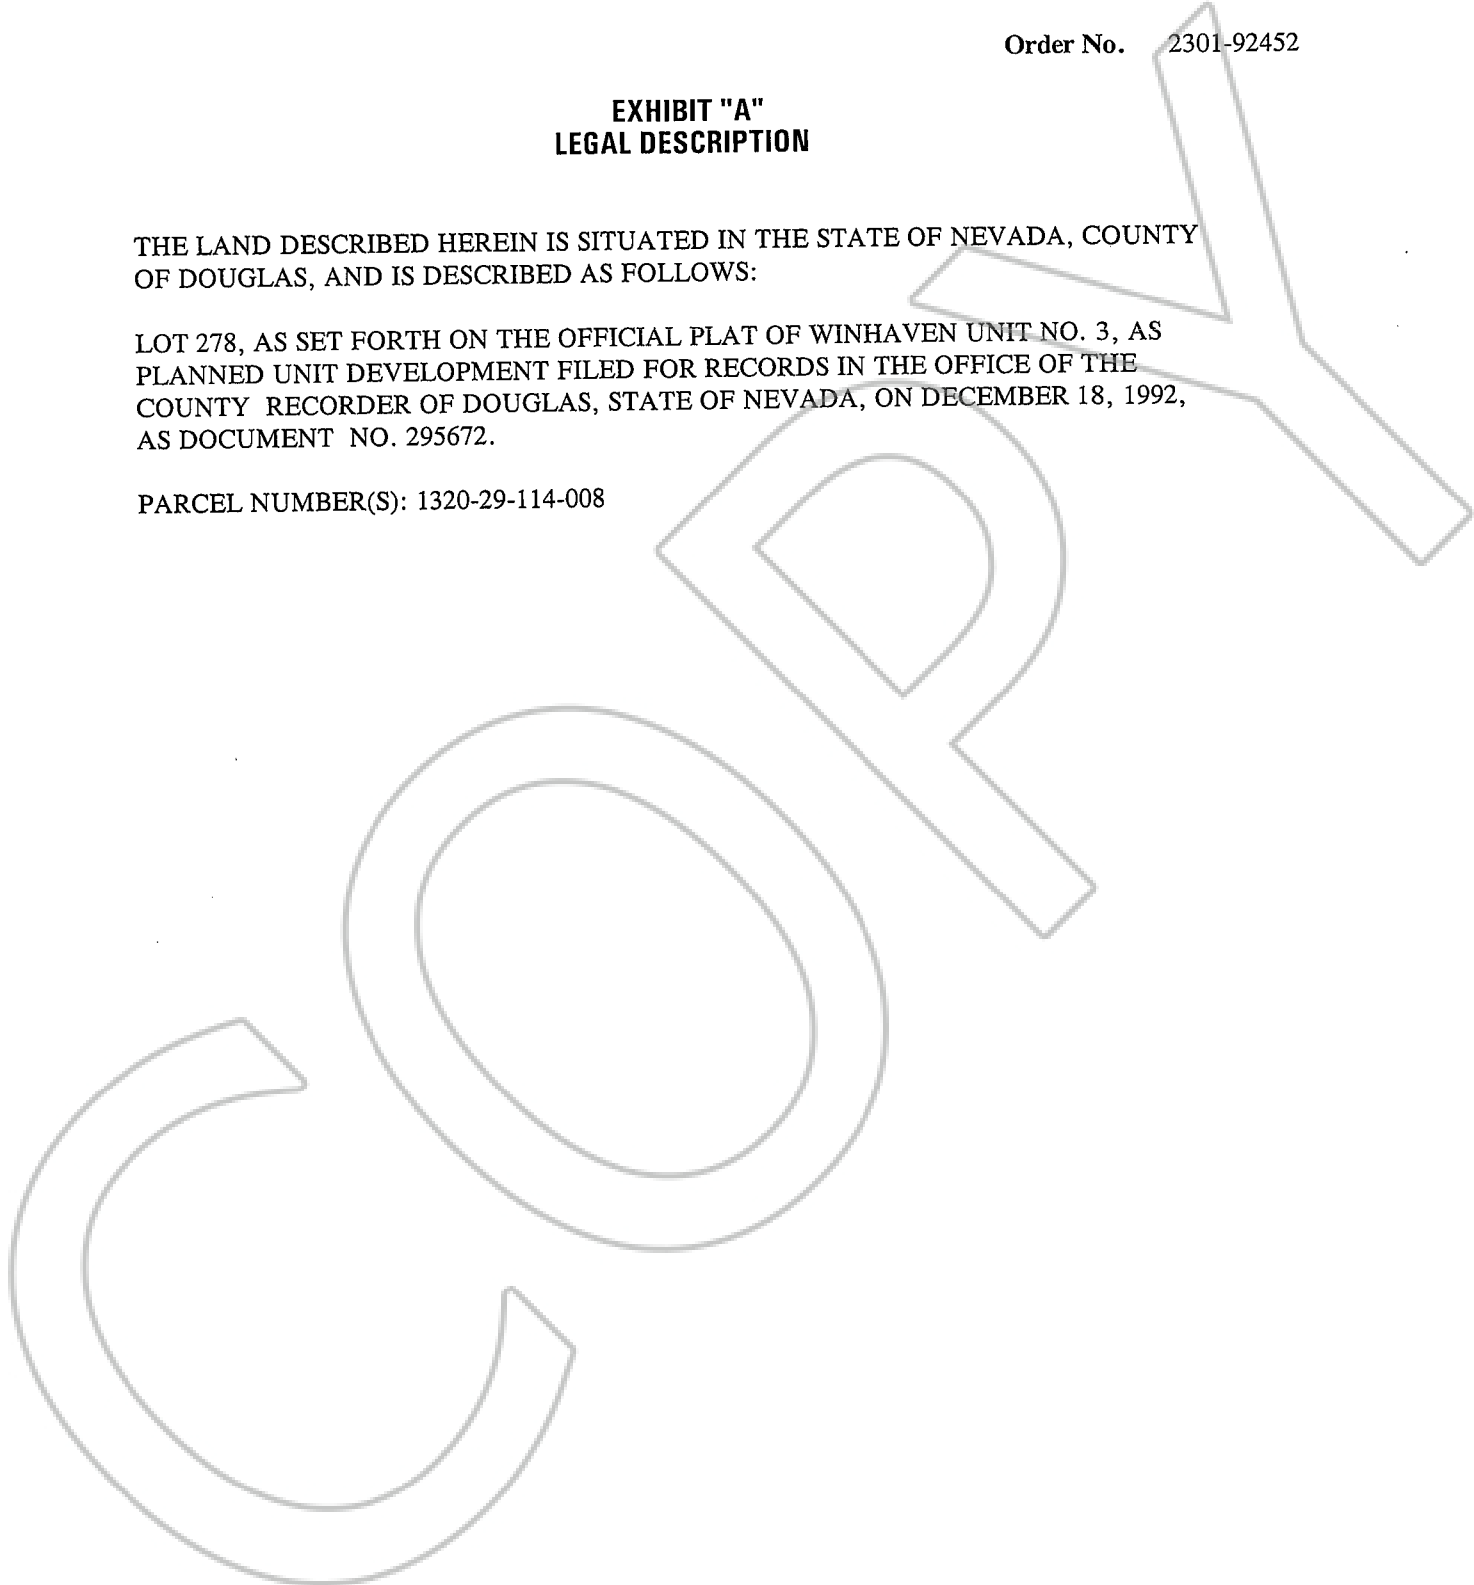 Order No. 2301-92452
EXHIBIT "A"
LEGAL DESCRIPTION
THE LAND DESCRIBED HEREIN IS SITUATED IN THE STATE OF NEVADA, COUNTY
OF DOUGLAS, AND IS DESCRIBED AS FOLLOWS:
LOT 278, AS SET FORTH ON THE OFFICIAL PLAT OF WINHAVEN UNIT NO. 3, AS
PLANNED UNIT DEVELOPMENT FILED FOR RECORDS IN THE OFFICE OF THE
COUNTY RECORDER OF DOUGLAS, STATE OF NEVADA, ON DECEMBER 18, 1992,
AS DOCUMENT NO. 295672.
PARCEL NUMBER(S): 1320-29-114-008
COPY